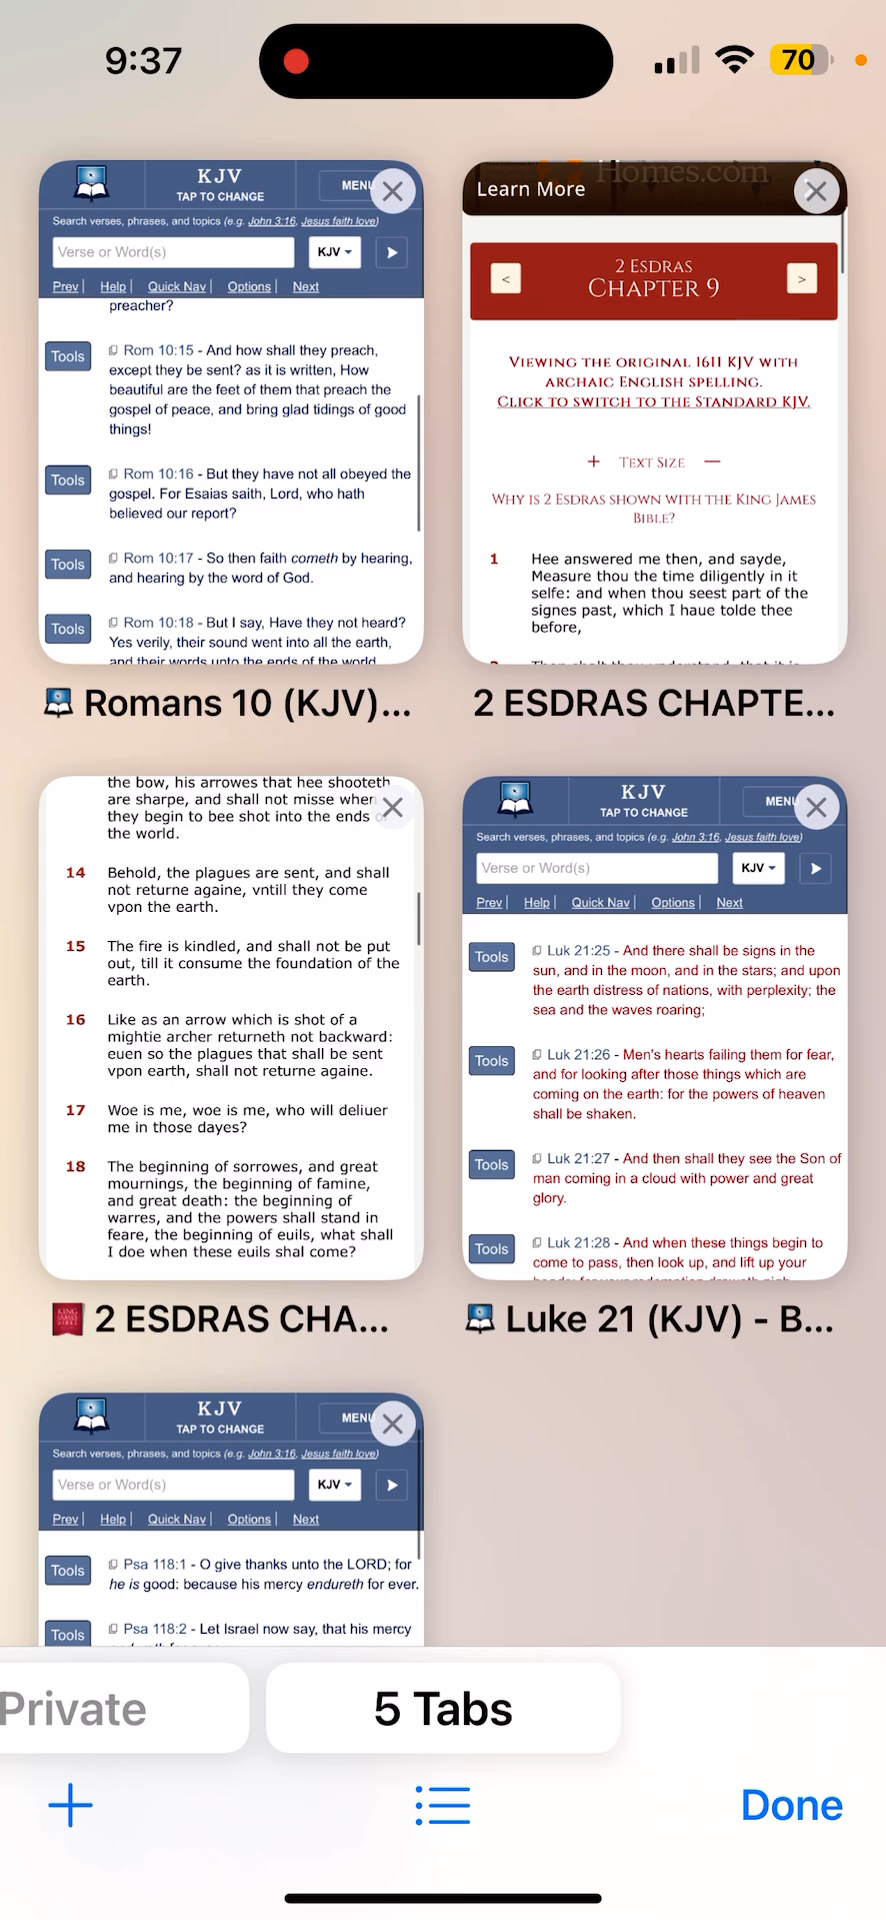 9:37
70
KJV
TAP TO CHANGE
MENU
Search verses, phrases, and topics (e.g. John 3:16, Jesus faith love)
Verse or Word(s)
KJV
Prev | Help | Quick Nav | Options | Next
preacher?
Tools
Rom 10:15 - And how shall they preach,
except they be sent? as it is written, How
beautiful are the feet of them that preach the
gospel of peace, and bring glad tidings of good
things!
Tools
Rom 10:16 - But they have not all obeyed the
gospel. For Esaias saith, Lord, who hath
believed our report?
Tools
Rom 10:17 - So then faith cometh by hearing,
and hearing by the word of God.
Tools
Rom 10:18 - But I say, Have they not heard?
Yes verily, their sound went into all the earth,
and their words unto the ends of the world
Romans 10 (KJV)...
Homes.com
Learn More
2 ESDRAS
CHAPTER 9
<
>
VIEWING THE ORIGINAL 1611 KJV WITH
ARCHAIC ENGLISH SPELLING.
CLICK TO SWITCH TO THE STANDARD KJV.
+ TEXT SIZE —
WHY IS 2 ESDRAS SHOWN WITH THE KING JAMES
BIBLE?
1 Hee answered me then, and sayde,
Measure thou the time diligently in it
selfe: and when thou seest part of the
signes past, which I haue tolde thee
before,
2 ESDRAS CHAPTE...
the bow, his arrowes that hee shooteth
are sharpe, and shall not misse when
they begin to bee shot into the ends
the world.
14 Behold, the plagues are sent, and shall
not returne againe, vntill they come
vpon the earth.
15 The fire is kindled, and shall not be put
out, till it consume the foundation of the
earth.
16 Like as an arrow which is shot of a
mightie archer returneth not backward:
euen so the plagues that shall be sent
vpon earth, shall not returne againe.
17 Woe is me, woe is me, who will deliuer
me in those dayes?
18 The beginning of sorrowes, and great
mournings, the beginning of famine,
and great death: the beginning of
warres, and the powers shall stand in
feare, the beginning of euils, what shall
I doe when these euils shal come?
KING JAMES BIBLE
2 ESDRAS CHA...
KJV
TAP TO CHANGE
MENU
Search verses, phrases, and topics (e.g. John 3:16, Jesus faith love)
Verse or Word(s)
KJV
Prev | Help | Quick Nav | Options | Next
Tools
Luk 21:25 - And there shall be signs in the
sun, and in the moon, and in the stars; and upon
the earth distress of nations, with perplexity; the
sea and the waves roaring;
Tools
Luk 21:26 - Men's hearts failing them for fear,
and for looking after those things which are
coming on the earth: for the powers of heaven
shall be shaken.
Tools
Luk 21:27 - And then shall they see the Son of
man coming in a cloud with power and great
glory.
Tools
Luk 21:28 - And when these things begin to
come to pass, then look up, and lift up your
Luke 21 (KJV) - B...
KJV
TAP TO CHANGE
MENU
Search verses, phrases, and topics (e.g. John 3:16, Jesus faith love)
Verse or Word(s)
KJV
Prev | Help | Quick Nav | Options | Next
Tools
Psa 118:1 - O give thanks unto the LORD; for
he is good: because his mercy endureth for ever.
Tools
Psa 118:2 - Let Israel now say, that his mercy
Private
5 Tabs
Done